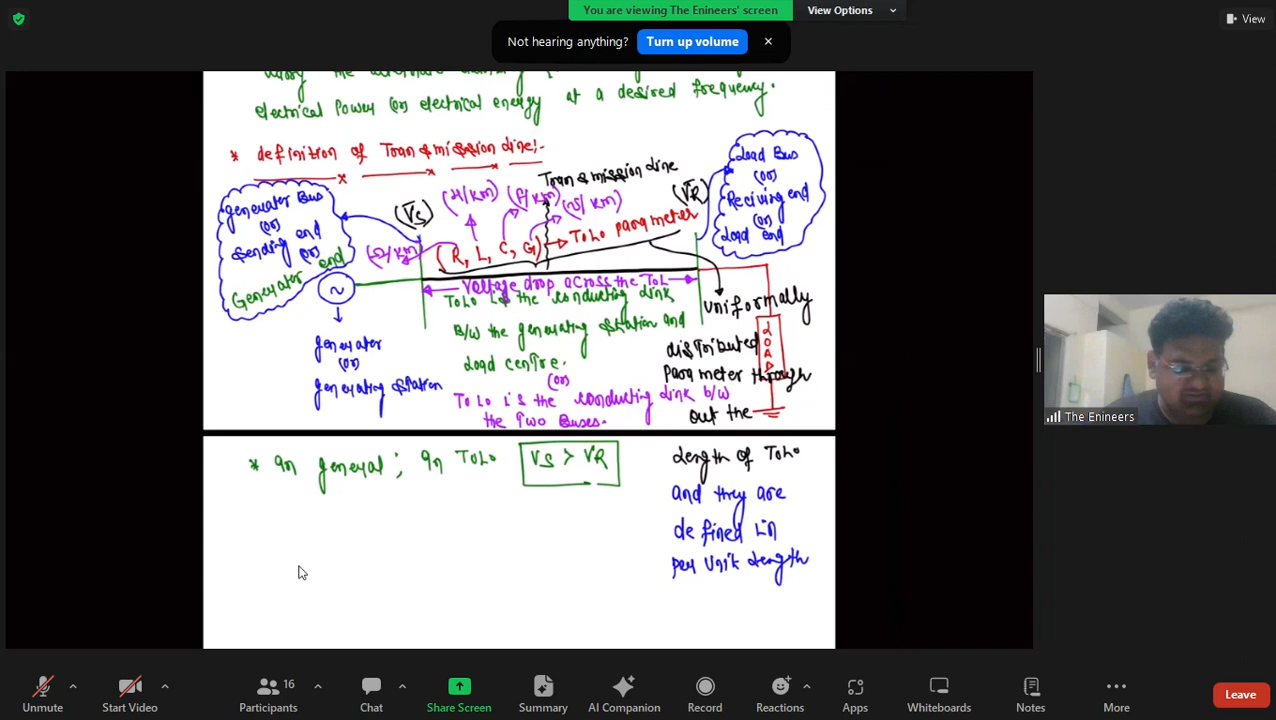 You are viewing The Enineers' screen
View Options
View
Not hearing anything?
Turn up volume
electrical Power (or) electrical energy at a desired frequency.
* definition of Transmission line:-
Transmission line
Generator Bus
(or)
Sending end
(or)
Generator end
(VS)
(Ω/km)
(H/km)
(F/km)
(℧/km)
(R, L, C, G) → T.L. parameter
(VR)
Load Bus
(or)
Reciving end
(or)
Load end
Voltage drop across the T.L
~
generator
(or)
generating station
T.L. is the conducting link
B/W the generating station and
Load centre.
(or)
T.L. is the conducting link b/w
the Two Buses.
LOAD
uniformally
distributed
Parameter through
out the
Length of T.L.
and they are
defined in
per Unit Length
* In general; In T.L. VS > VR
The Enineers
Unmute
Start Video
16
Participants
Chat
Share Screen
Summary
AI Companion
Record
Reactions
Apps
Whiteboards
Notes
More
Leave